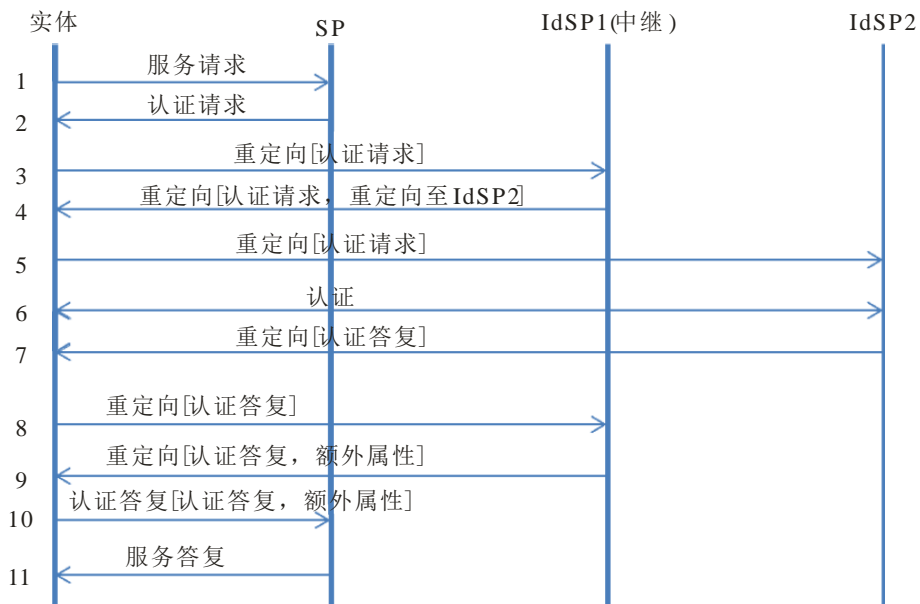 实体
SP
IdSP1(中继)
IdSP2
1
服务请求
2
认证请求
3
重定向[认证请求]
4
重定向[认证请求，重定向至IdSP2]
5
重定向[认证请求]
6
认证
7
重定向[认证答复]
8
重定向[认证答复]
9
重定向[认证答复，额外属性]
10
认证答复[认证答复，额外属性]
11
服务答复